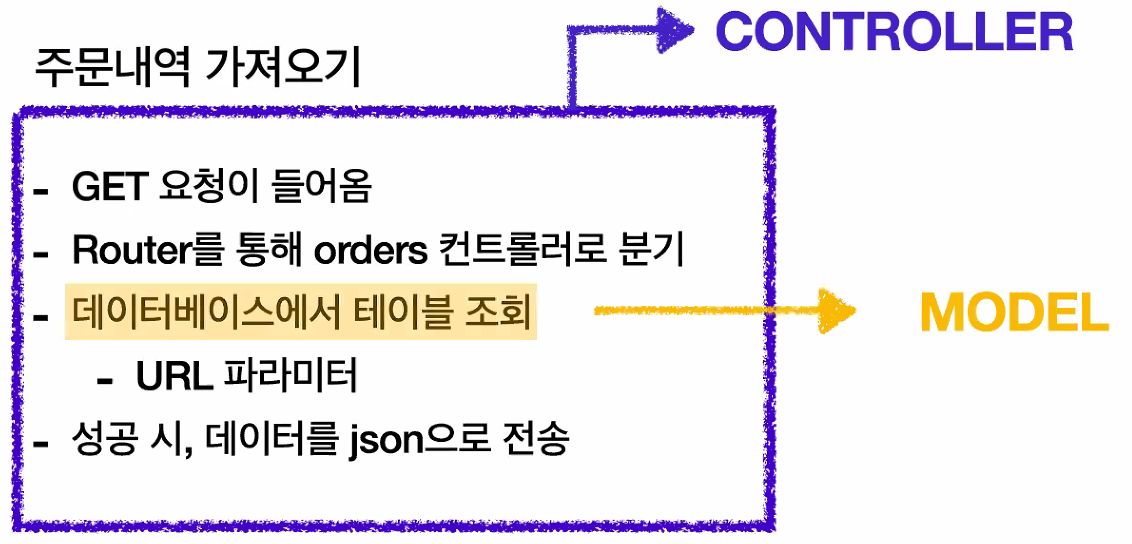 CONTROLLER
주문내역 가져오기
- GET 요청이 들어옴
- Router를 통해 orders 컨트롤러로 분기
- 데이터베이스에서 테이블 조회
MODEL
- URL 파라미터
- 성공 시, 데이터를 json으로 전송